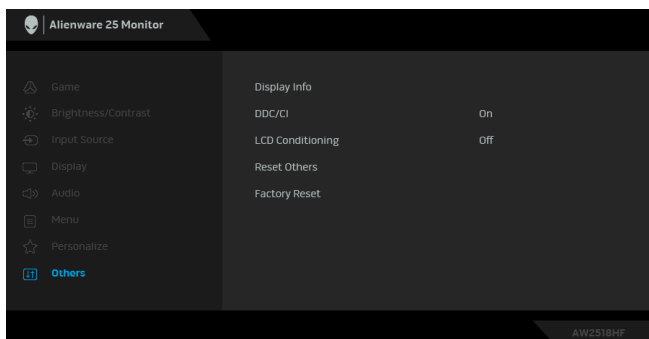 Alienware 25 Monitor
Game
Brightness/Contrast
Input Source
Display
Audio
Menu
Personalize
Others
Display Info
DDC/CI On
LCD Conditioning Off
Reset Others
Factory Reset
AW2518HF